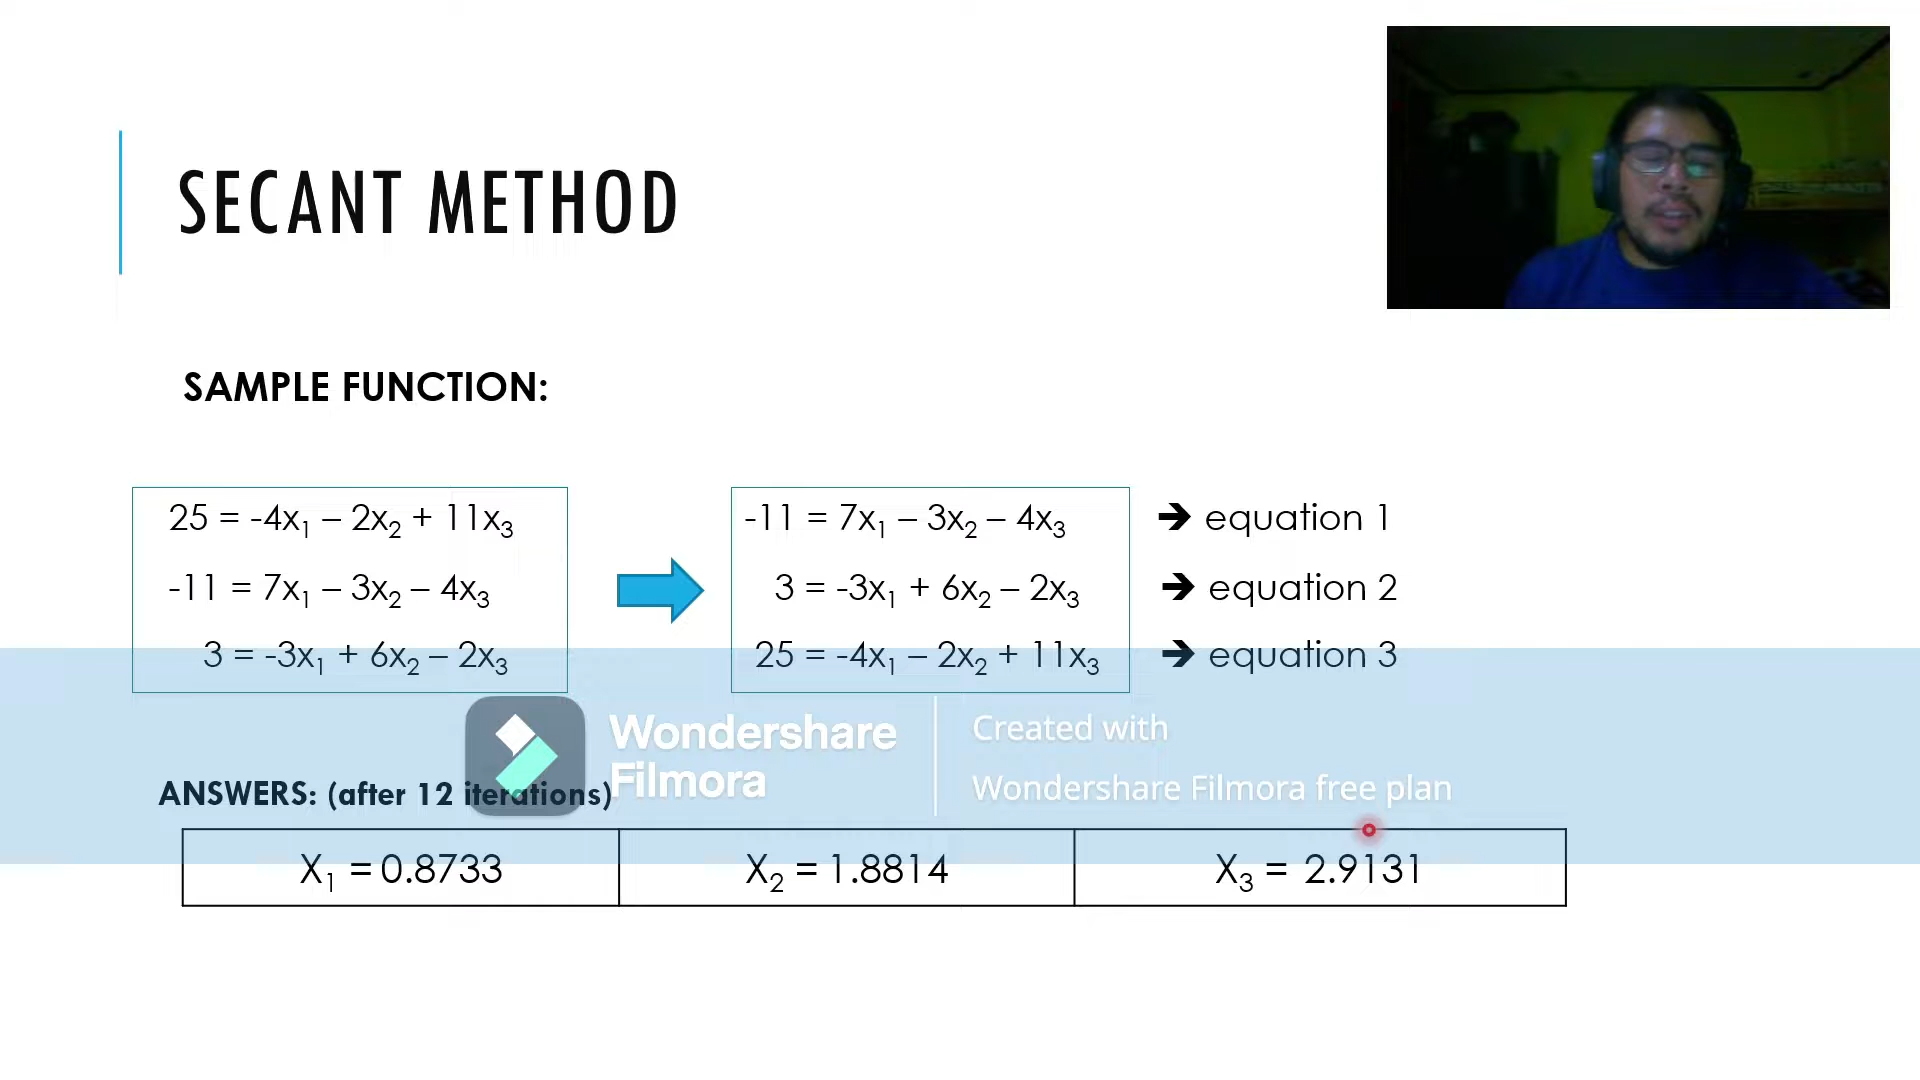 SECANT METHOD
SAMPLE FUNCTION:
25 = -4x₁ – 2x₂ + 11x₃
-11 = 7x₁ – 3x₂ – 4x₃
3 = -3x₁ + 6x₂ – 2x₃
-11 = 7x₁ – 3x₂ – 4x₃ ➔ equation 1
3 = -3x₁ + 6x₂ – 2x₃ ➔ equation 2
25 = -4x₁ – 2x₂ + 11x₃ ➔ equation 3
Wondershare
Filmora
Created with
Wondershare Filmora free plan
ANSWERS: (after 12 iterations)
X₁ = 0.8733 X₂ = 1.8814 X₃ = 2.9131